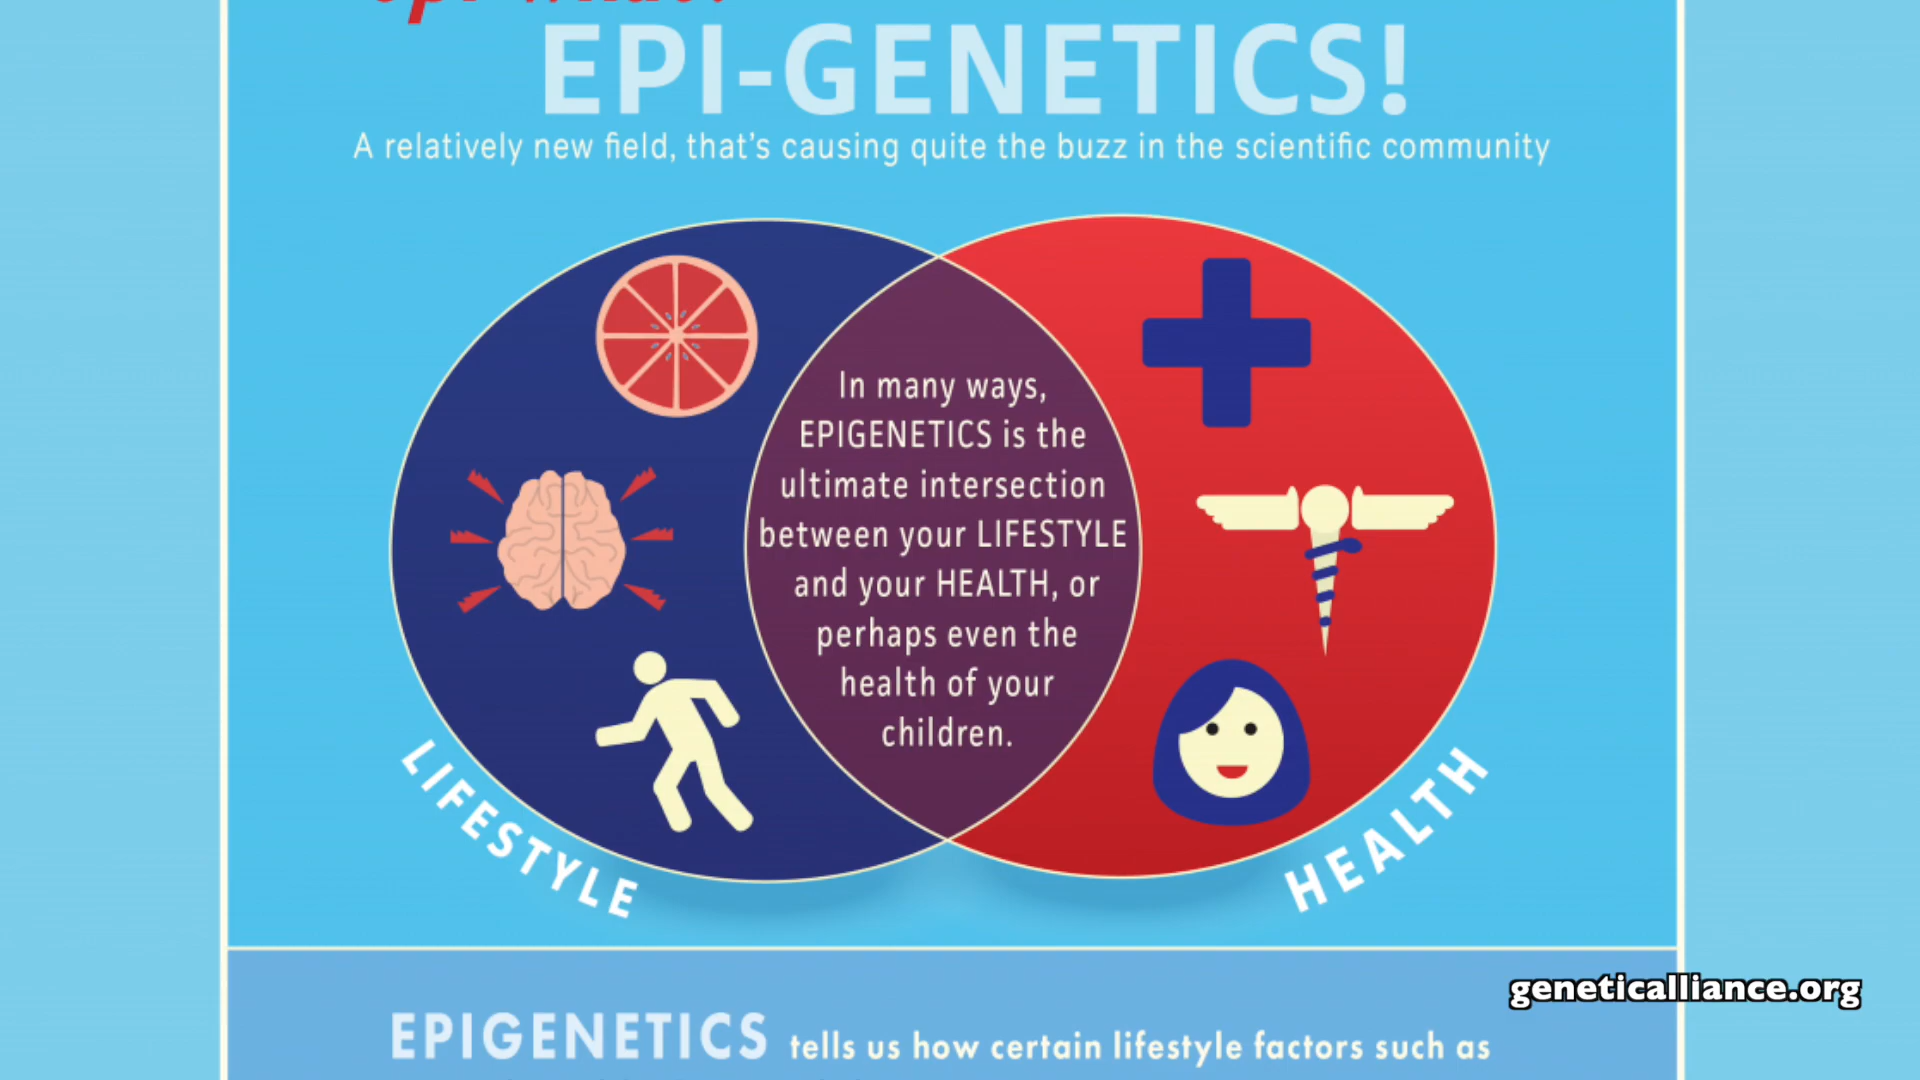 EPI-GENETICS!
A relatively new field, that's causing quite the buzz in the scientific community
In many ways,
EPIGENETICS is the
ultimate intersection
between your LIFESTYLE
and your HEALTH, or
perhaps even the
health of your
children.
LIFESTYLE
HEALTH
geneticalliance.org
EPIGENETICS tells us how certain lifestyle factors such as